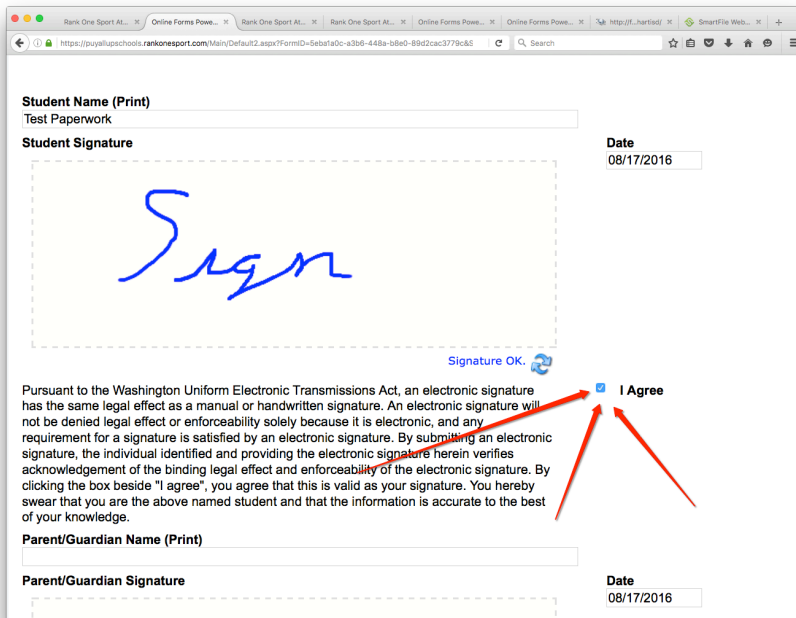 Rank One Sport At...
Online Forms Powe...
Rank One Sport At...
Rank One Sport At...
Online Forms Powe...
Online Forms Powe...
http://f...hartisd/
SmartFile Web...
https://puyallupschools.rankonesport.com/Main/Default2.aspx?FormID=5eba1a0c-a3b6-448a-b8e0-89d2cac3779c&S
Search
Student Name (Print)
Test Paperwork
Student Signature
Date
08/17/2016
Sign
Signature OK.
I Agree
Pursuant to the Washington Uniform Electronic Transmissions Act, an electronic signature
has the same legal effect as a manual or handwritten signature. An electronic signature will
not be denied legal effect or enforceability solely because it is electronic, and any
requirement for a signature is satisfied by an electronic signature. By submitting an electronic
signature, the individual identified and providing the electronic signature herein verifies
acknowledgement of the binding legal effect and enforceability of the electronic signature. By
clicking the box beside "I agree", you agree that this is valid as your signature. You hereby
swear that you are the above named student and that the information is accurate to the best
of your knowledge.
Parent/Guardian Name (Print)
Parent/Guardian Signature
Date
08/17/2016